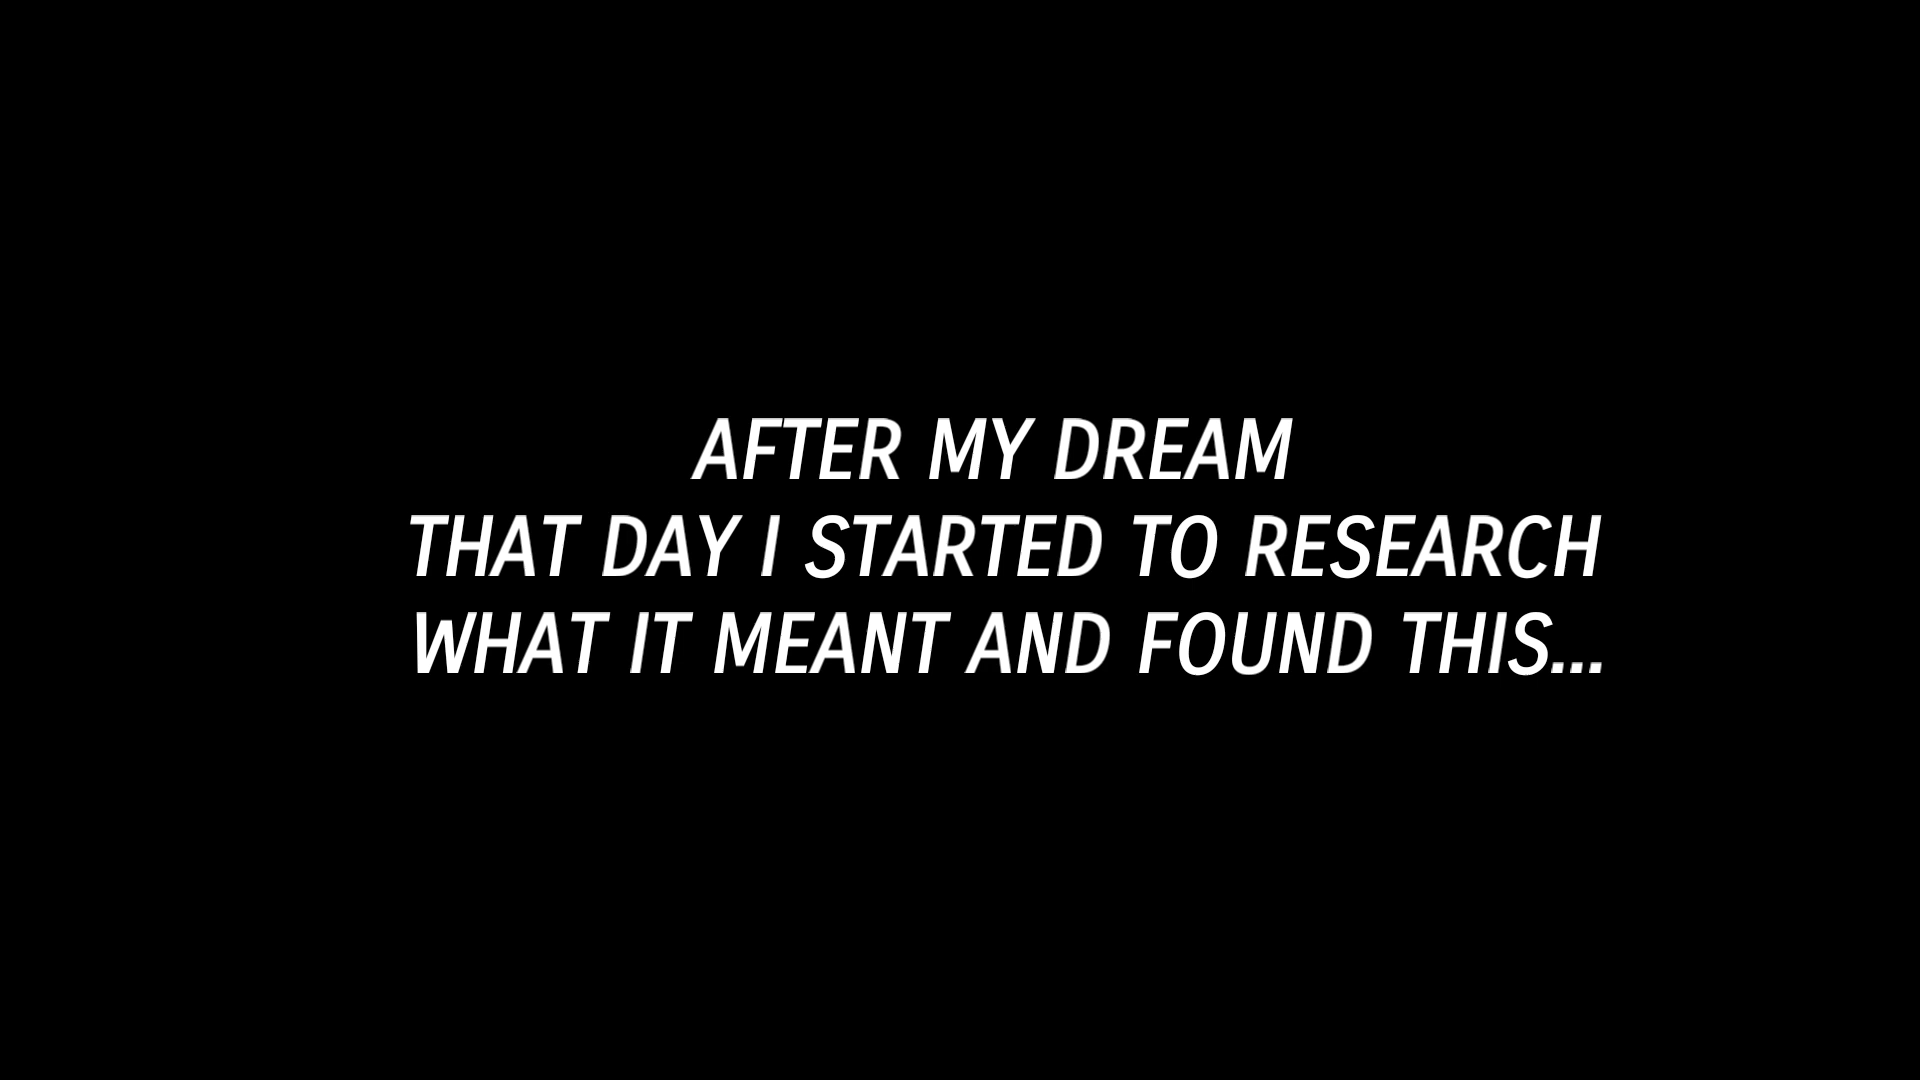 AFTER MY DREAM
THAT DAY I STARTED TO RESEARCH
WHAT IT MEANT AND FOUND THIS...